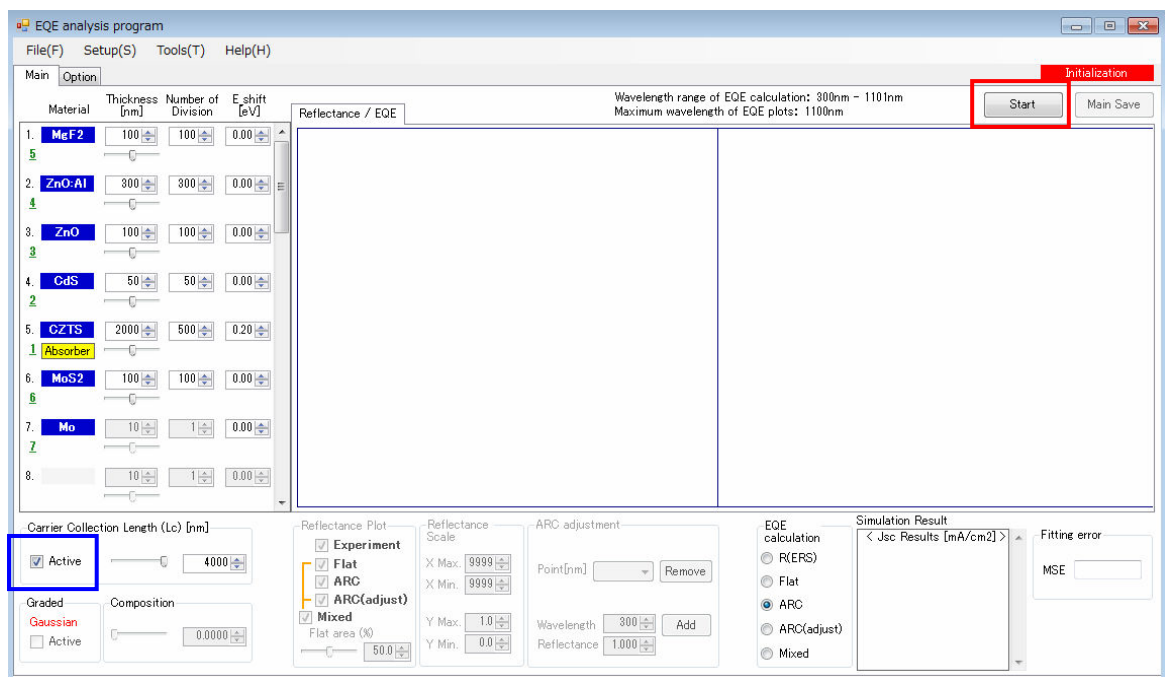 EQE analysis program
File(F) Setup(S) Tools(T) Help(H)
Main Option
Initialization
Material Thickness [nm] Number of Division E_shift [eV]
Reflectance / EQE
Wavelength range of EQE calculation: 300nm - 1101nm
Maximum wavelength of EQE plots: 1100nm
Start Main Save
1. MgF2 100 100 0.00
5
2. ZnO:Al 300 300 0.00
4
3. ZnO 100 100 0.00
3
4. CdS 50 50 0.00
2
5. CZTS 2000 500 0.20
1 Absorber
6. MoS2 100 100 0.00
6
7. Mo 10 1 0.00
7
8. 10 1 0.00
Carrier Collection Length (Lc) [nm]
Active 4000
Graded
Gaussian
Active
Composition
0.0000
Reflectance Plot
Experiment
Flat
ARC
ARC(adjust)
Mixed
Flat area (%)
50.0
Reflectance Scale
X Max. 9999
X Min. 9999
Y Max. 1.0
Y Min. 0.0
ARC adjustment
Point[nm] Remove
Wavelength 300 Add
Reflectance 1.000
EQE calculation
R(ERS)
Flat
ARC
ARC(adjust)
Mixed
Simulation Result
< Jsc Results [mA/cm2] >
Fitting error
MSE